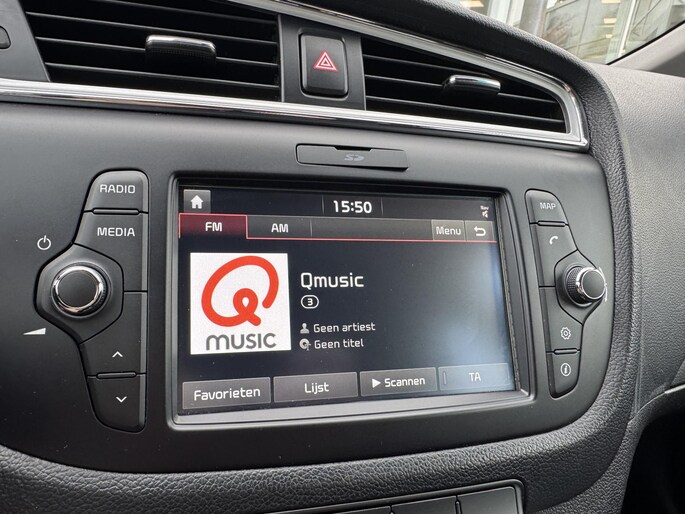 SD
RADIO
MEDIA
MAP
15:50
Nav
FM
AM
Menu
MUSIC
Qmusic
3
Geen artiest
Geen titel
Favorieten
Lijst
Scannen
TA